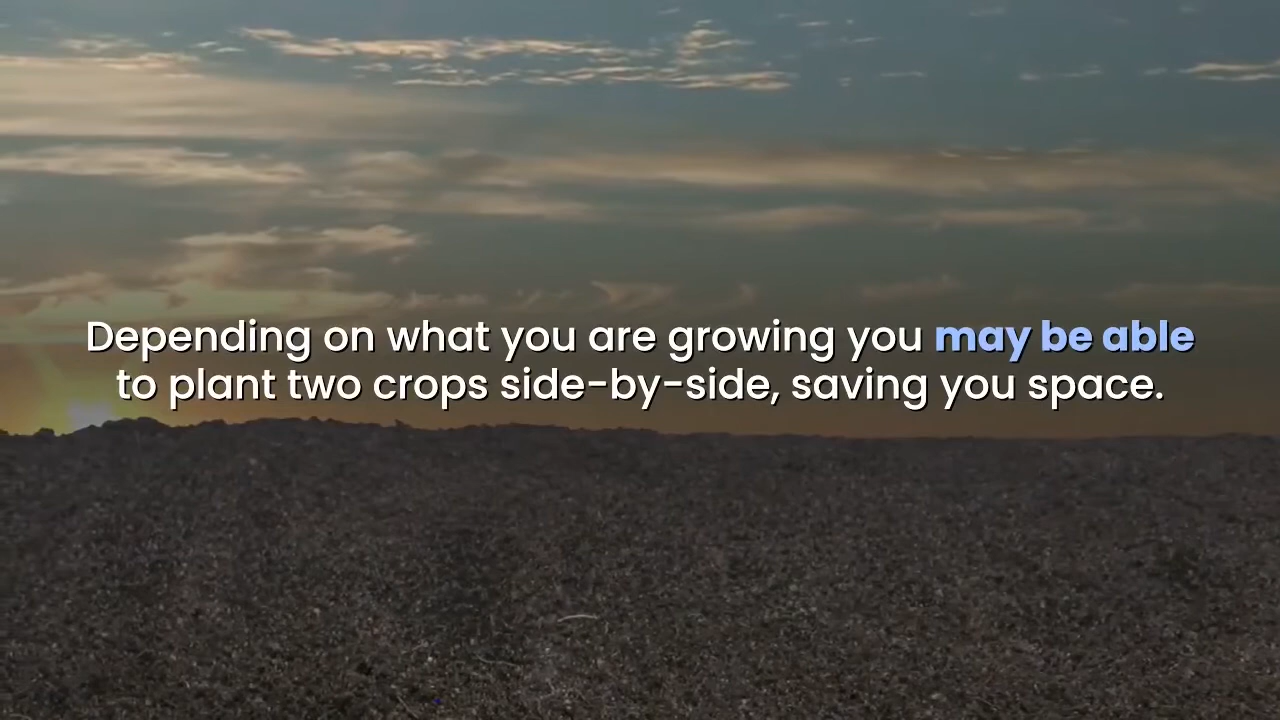 Depending on what you are growing you may be able
to plant two crops side-by-side, saving you space.